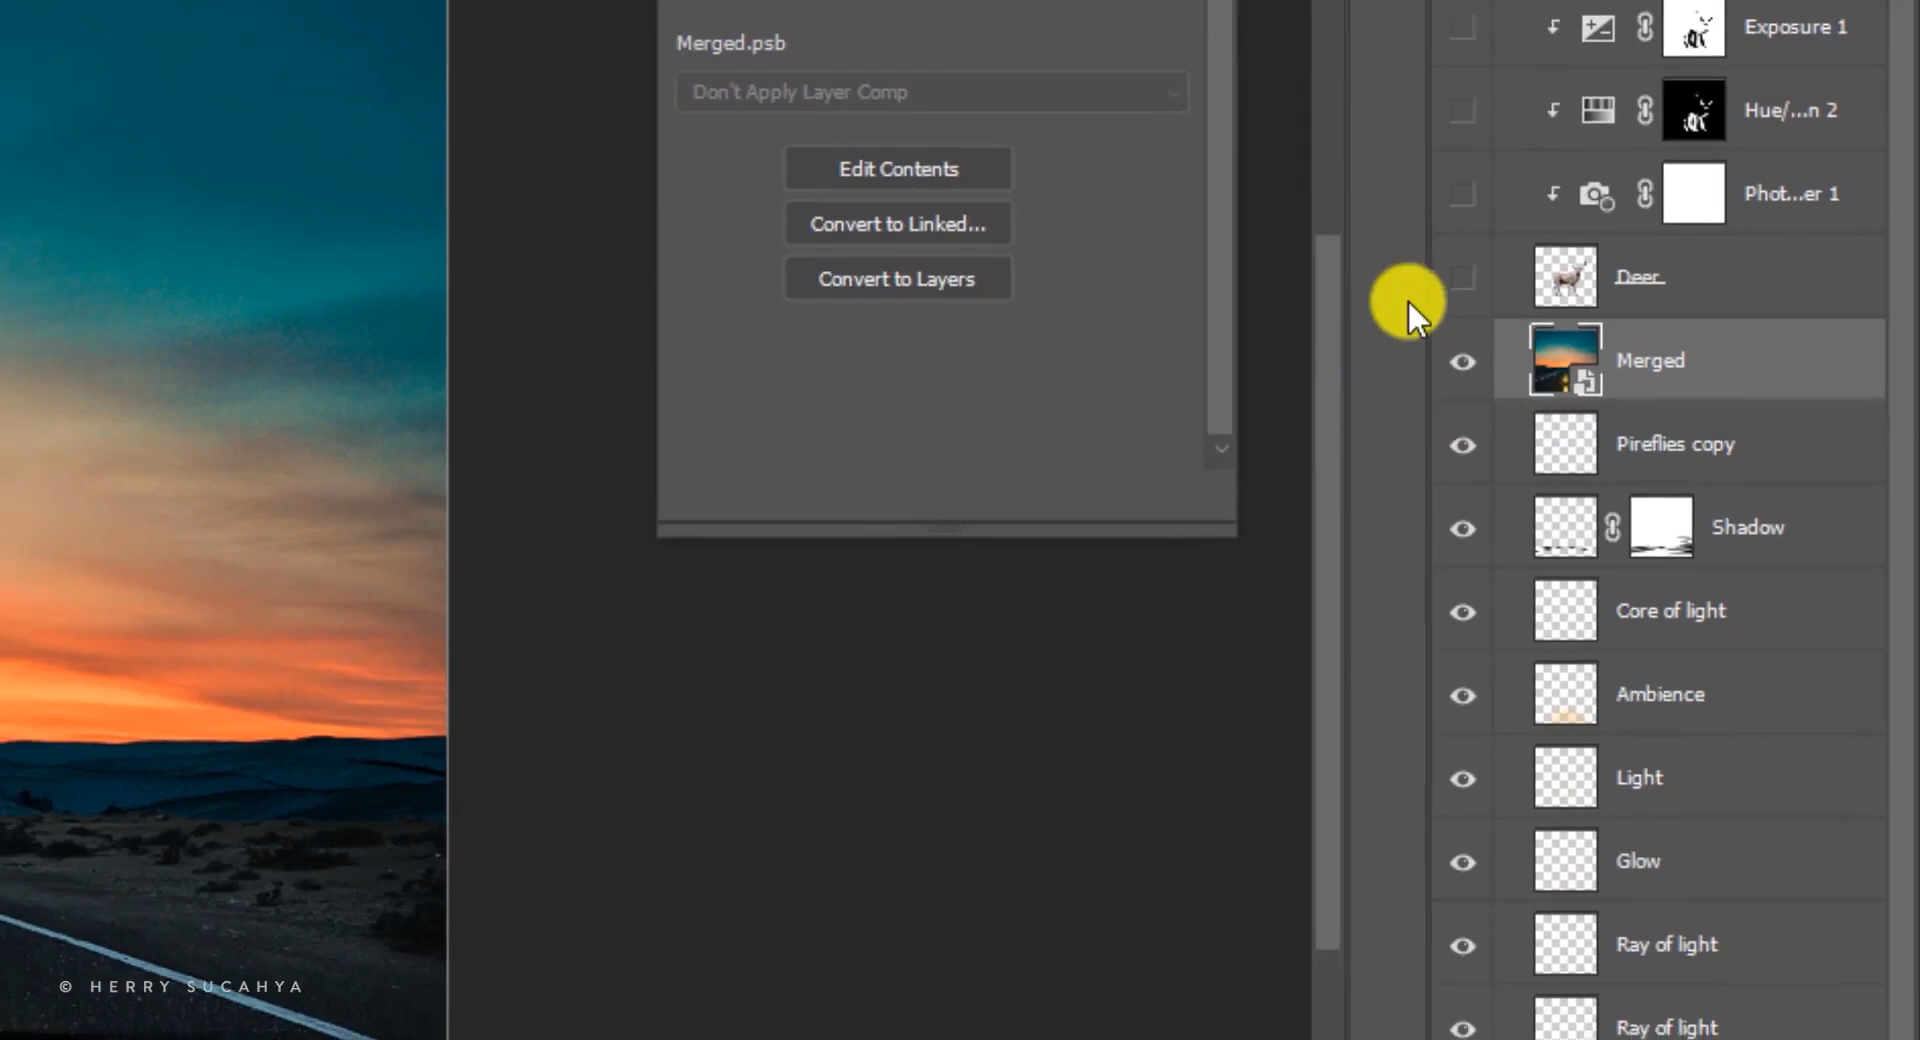 Merged.psb
Don't Apply Layer Comp
Edit Contents
Convert to Linked...
Convert to Layers
Exposure 1
Hue/...n 2
Phot...er 1
Deer
Merged
Pireflies copy
Shadow
Core of light
Ambience
Light
Glow
Ray of light
Ray of light
© HERRY SUCAHYA